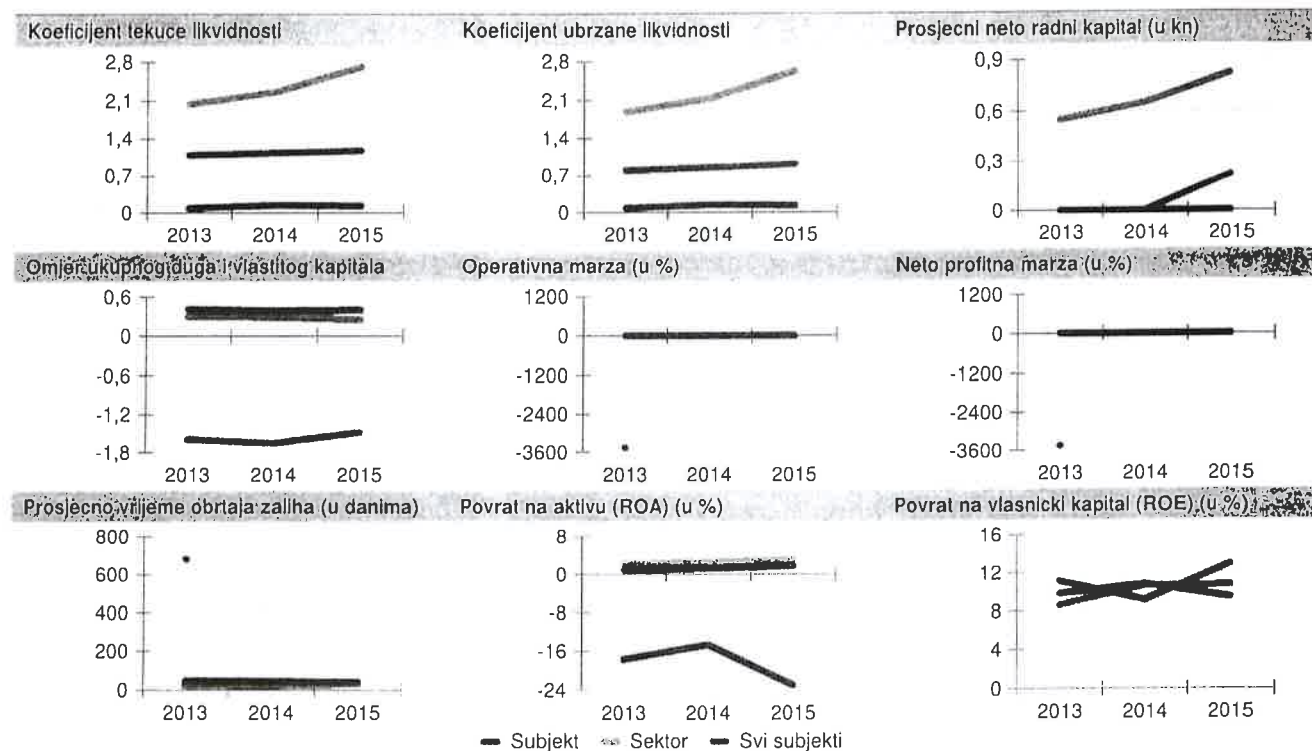 Koeficijent tekuce likvidnosti
2,8
2,1
1,4
0,7
0
2013 2014 2015
Koeficijent ubrzane likvidnosti
2,8
2,1
1,4
0,7
0
2013 2014 2015
Prosjecni neto radni kapital (u kn)
0,9
0,6
0,3
0
2013 2014 2015
Omjer ukupnog duga i vlastitog kapitala
0,6
0
-0,6
-1,2
-1,8
2013 2014 2015
Operativna marza (u %)
1200
0
-1200
-2400
-3600
2013 2014 2015
Neto profitna marza (u %)
1200
0
-1200
-2400
-3600
2013 2014 2015
Prosjecno vrijeme obrtaja zaliha (u danima)
800
600
400
200
0
2013 2014 2015
Povrat na aktivu (ROA) (u %)
8
0
-8
-16
-24
2013 2014 2015
Povrat na vlasnicki kapital (ROE) (u %)
16
12
8
4
0
2013 2014 2015
Subjekt Sektor Svi subjekti